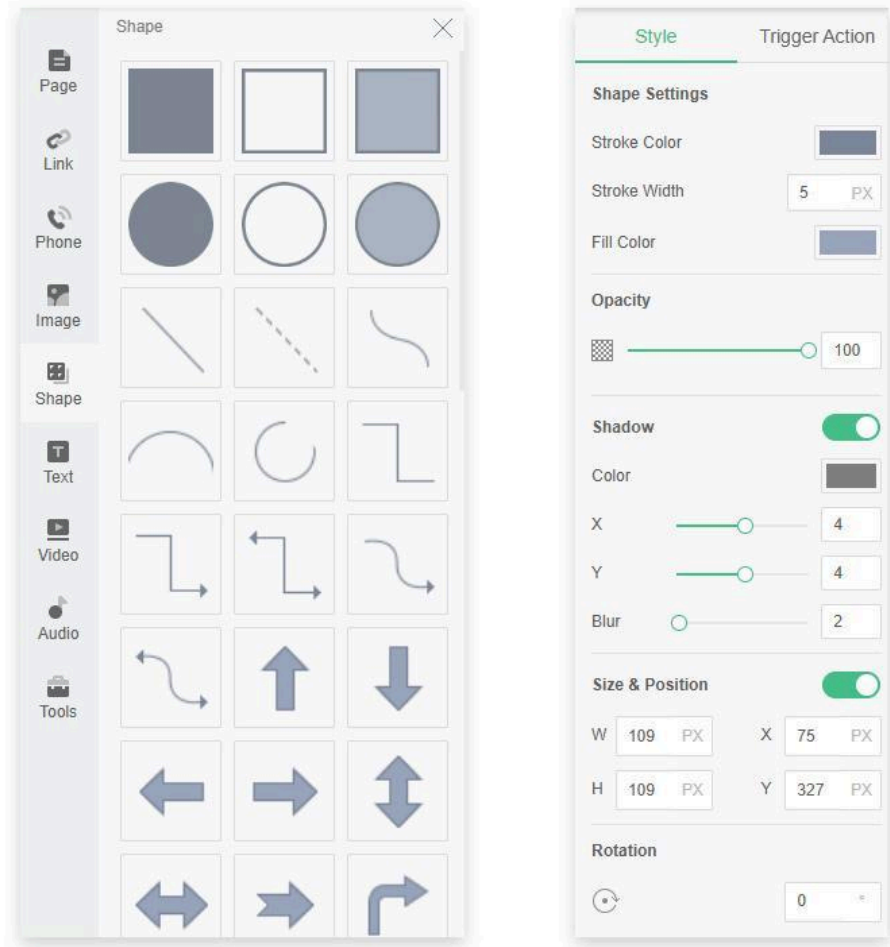 Shape
Page
Link
Phone
Image
Shape
Text
Video
Audio
Tools
Style Trigger Action
Shape Settings
Stroke Color
Stroke Width 5 PX
Fill Color
Opacity
100
Shadow
Color
X 4
Y 4
Blur 2
Size & Position
W 109 PX X 75 PX
H 109 PX Y 327 PX
Rotation
0 °